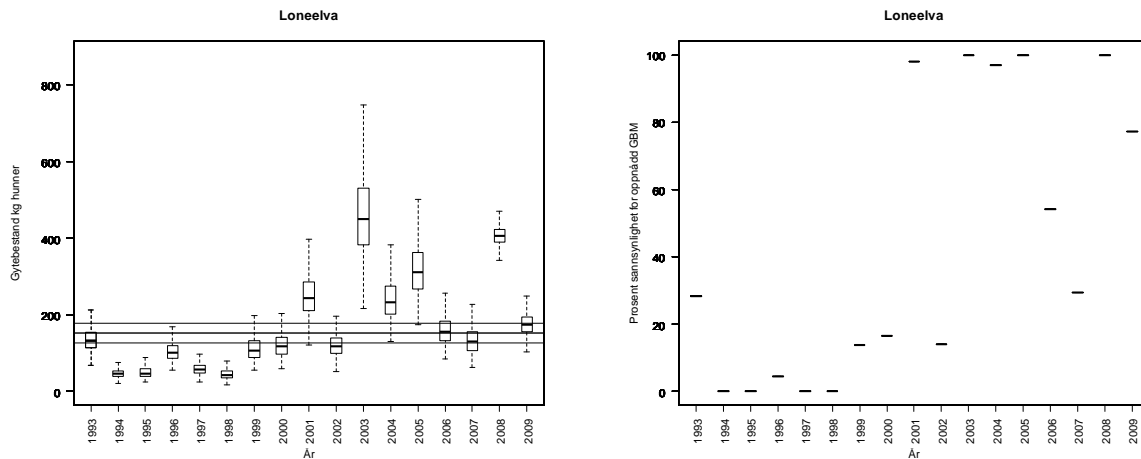 Loneelva
Gytebestand kg hunner
800
600
400
200
0
1993 1994 1995 1996 1997 1998 1999 2000 2001 2002 2003 2004 2005 2006 2007 2008 2009
År
Loneelva
Prosent sannsynlighet for oppnådd GBM
100
80
60
40
20
0
1993 1994 1995 1996 1997 1998 1999 2000 2001 2002 2003 2004 2005 2006 2007 2008 2009
År